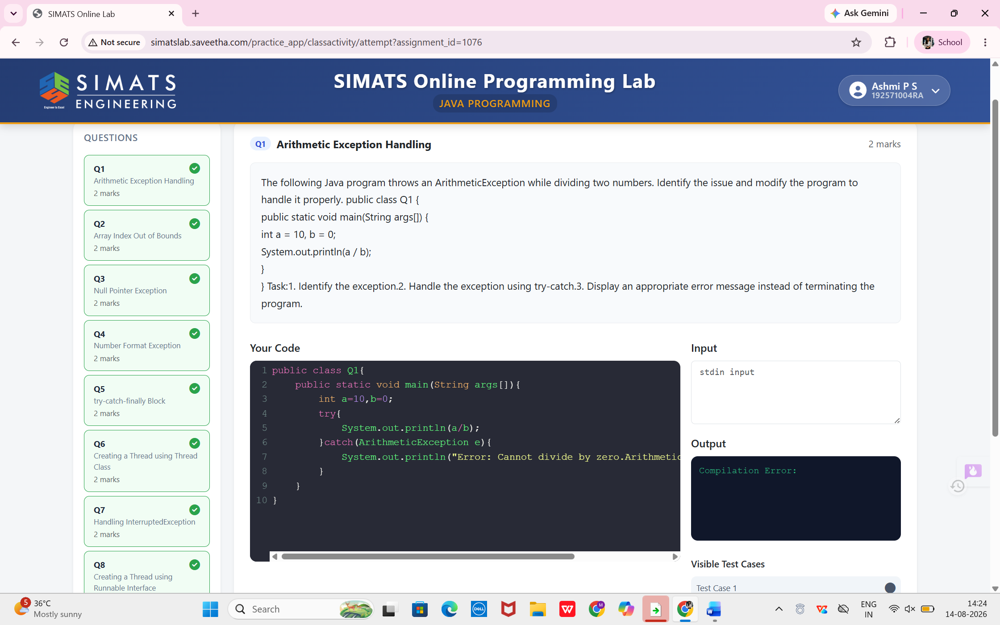 SIMATS Online Lab
Ask Gemini
Not secure
simatslab.saveetha.com/practice_app/classactivity/attempt?assignment_id=1076
School
SIMATS
ENGINEERING
Engineer to Excel
SIMATS Online Programming Lab
JAVA PROGRAMMING
Ashmi P S
192571004RA
QUESTIONS
Q1
Arithmetic Exception Handling
2 marks
Q2
Array Index Out of Bounds
2 marks
Q3
Null Pointer Exception
2 marks
Q4
Number Format Exception
2 marks
Q5
try-catch-finally Block
2 marks
Q6
Creating a Thread using Thread
Class
2 marks
Q7
Handling InterruptedException
2 marks
Q8
Creating a Thread using
Runnable Interface
Q1 Arithmetic Exception Handling
2 marks
The following Java program throws an ArithmeticException while dividing two numbers. Identify the issue and modify the program to
handle it properly. public class Q1 {
public static void main(String args[]) {
int a = 10, b = 0;
System.out.println(a / b);
}
} Task:1. Identify the exception.2. Handle the exception using try-catch.3. Display an appropriate error message instead of terminating the
program.
Your Code
1 public class Q1{
2 public static void main(String args[]){
3 int a=10,b=0;
4 try{
5 System.out.println(a/b);
6 }catch(ArithmeticException e){
7 System.out.println("Error: Cannot divide by zero.Arithmetic
8 }
9 }
10 }
Input
stdin input
Output
Compilation Error:
Visible Test Cases
Test Case 1
5
36°C
Mostly sunny
Search
DELL
M
W
ENG
IN
14:24
14-08-2026